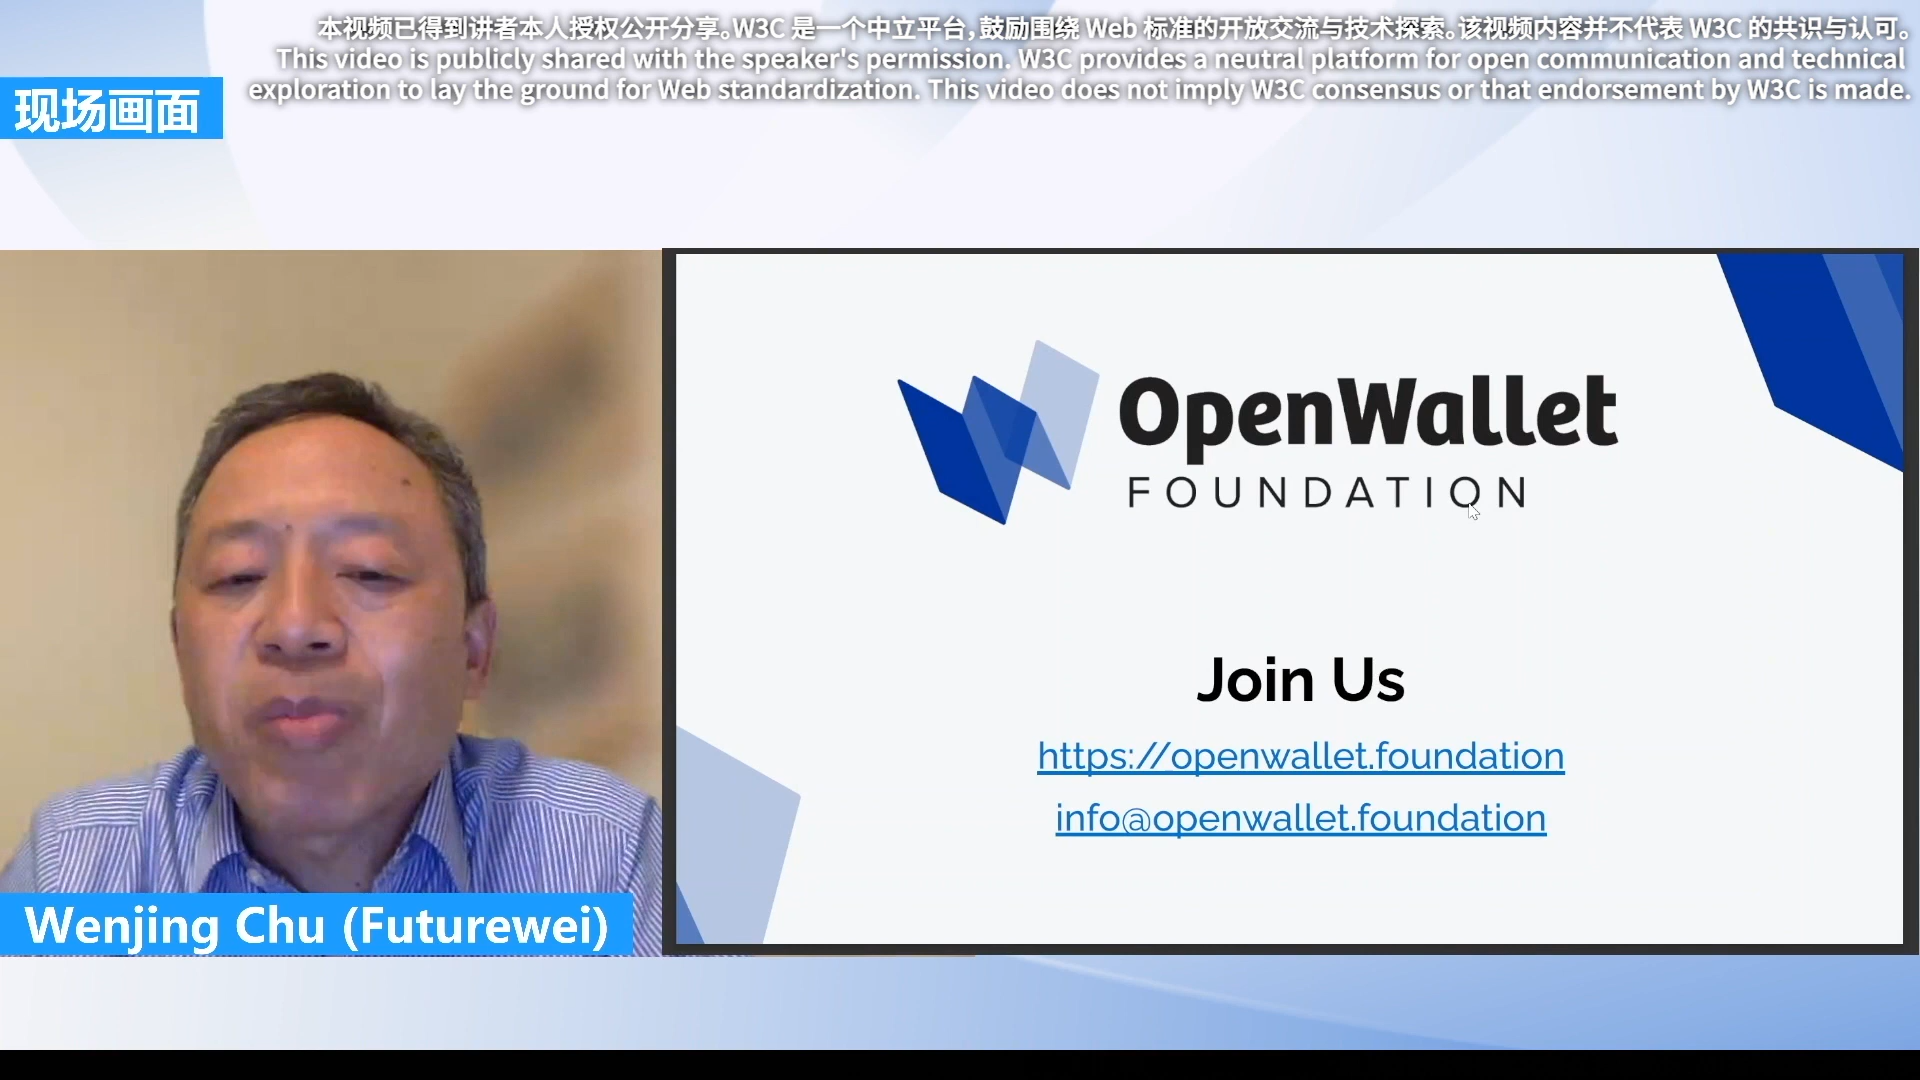 本视频已得到讲者本人授权公开分享。W3C 是一个中立平台，鼓励围绕 Web 标准的开放交流与技术探索。该视频内容并不代表 W3C 的共识与认可。
This video is publicly shared with the speaker's permission. W3C provides a neutral platform for open communication and technical
exploration to lay the ground for Web standardization. This video does not imply W3C consensus or that endorsement by W3C is made.
现场画面
OpenWallet
FOUNDATION
Join Us
https://openwallet.foundation
info@openwallet.foundation
Wenjing Chu (Futurewei)